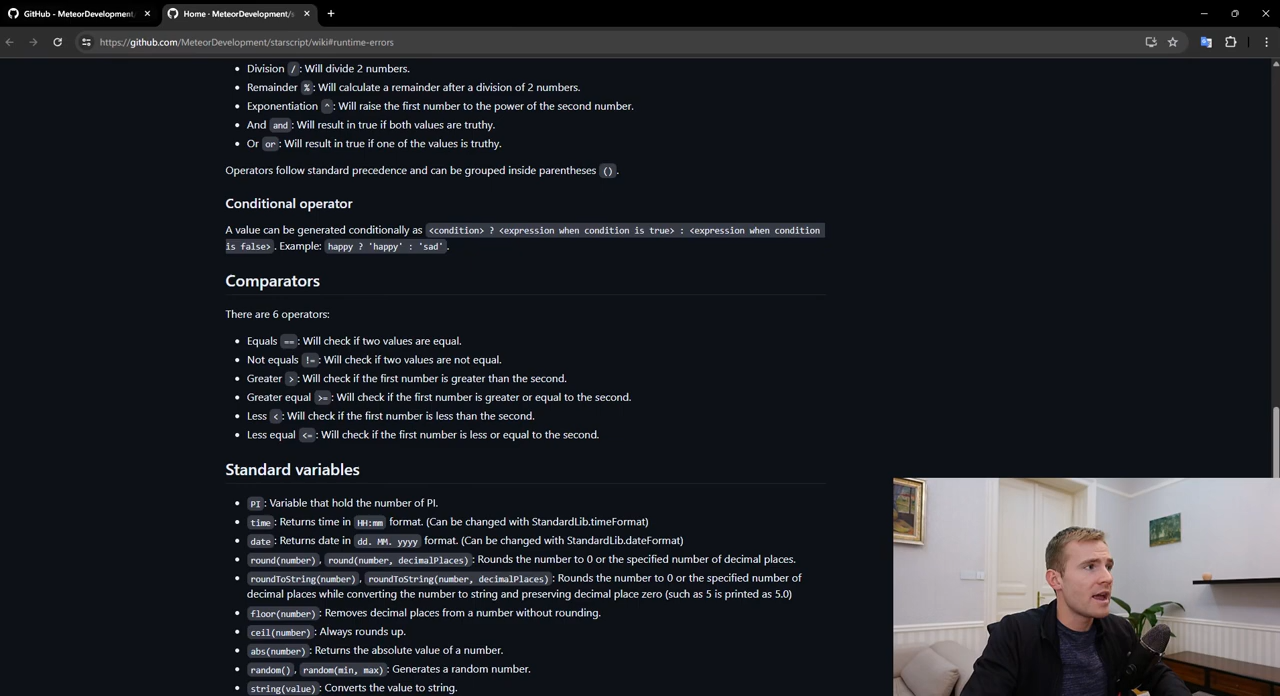 GitHub - MeteorDevelopment/
Home · MeteorDevelopment/s
https://github.com/MeteorDevelopment/starscript/wiki#runtime-errors
• Division / : Will divide 2 numbers.
• Remainder % : Will calculate a remainder after a division of 2 numbers.
• Exponentiation ^ : Will raise the first number to the power of the second number.
• And and : Will result in true if both values are truthy.
• Or or : Will result in true if one of the values is truthy.
Operators follow standard precedence and can be grouped inside parentheses () .
Conditional operator
A value can be generated conditionally as <condition> ? <expression when condition is true> : <expression when condition
is false> . Example: happy ? 'happy' : 'sad' .
Comparators
There are 6 operators:
• Equals == : Will check if two values are equal.
• Not equals != : Will check if two values are not equal.
• Greater > : Will check if the first number is greater than the second.
• Greater equal >= : Will check if the first number is greater or equal to the second.
• Less < : Will check if the first number is less than the second.
• Less equal <= : Will check if the first number is less or equal to the second.
Standard variables
• PI : Variable that hold the number of PI.
• time : Returns time in HH:mm format. (Can be changed with StandardLib.timeFormat)
• date : Returns date in dd. MM. yyyy format. (Can be changed with StandardLib.dateFormat)
• round(number) , round(number, decimalPlaces) : Rounds the number to 0 or the specified number of decimal places.
• roundToString(number) , roundToString(number, decimalPlaces) : Rounds the number to 0 or the specified number of
decimal places while converting the number to string and preserving decimal place zero (such as 5 is printed as 5.0)
• floor(number) : Removes decimal places from a number without rounding.
• ceil(number) : Always rounds up.
• abs(number) : Returns the absolute value of a number.
• random() , random(min, max) : Generates a random number.
• string(value) : Converts the value to string.